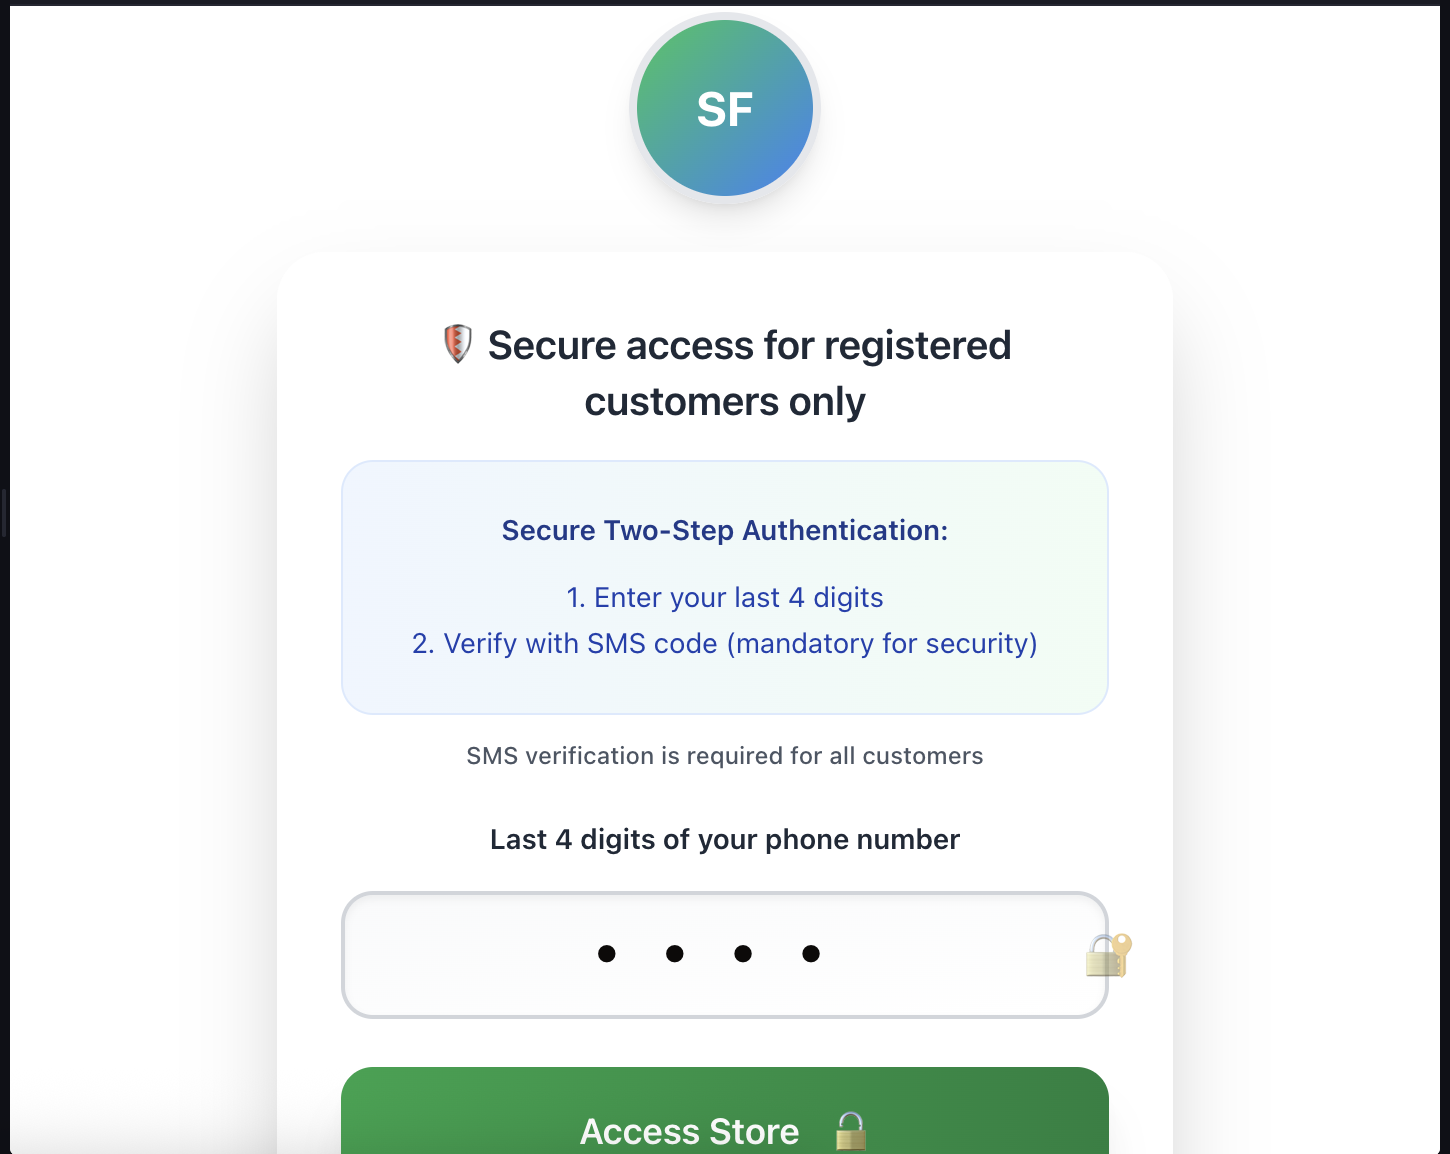 SF
Secure access for registered
customers only
Secure Two-Step Authentication:
1. Enter your last 4 digits
2. Verify with SMS code (mandatory for security)
SMS verification is required for all customers
Last 4 digits of your phone number
Access Store